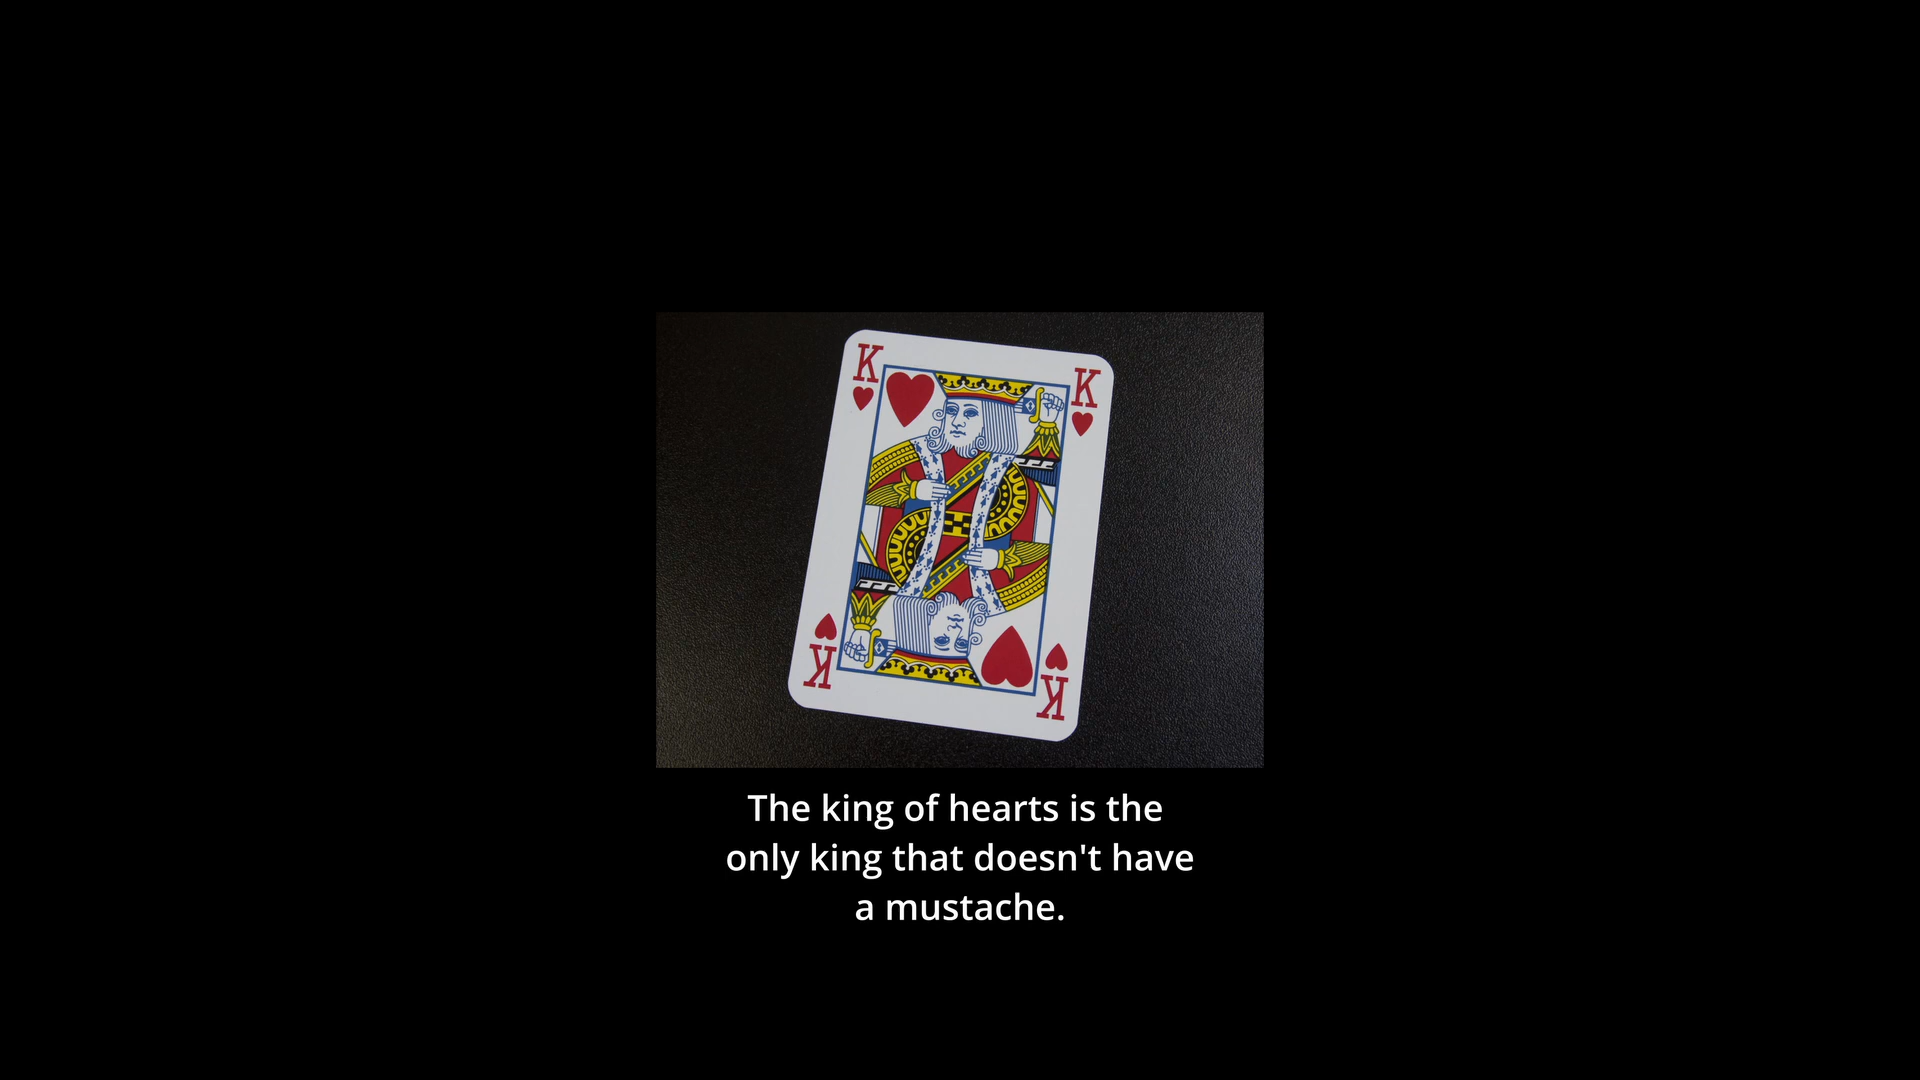 K K
The king of hearts is the
only king that doesn't have
a mustache.
K
K